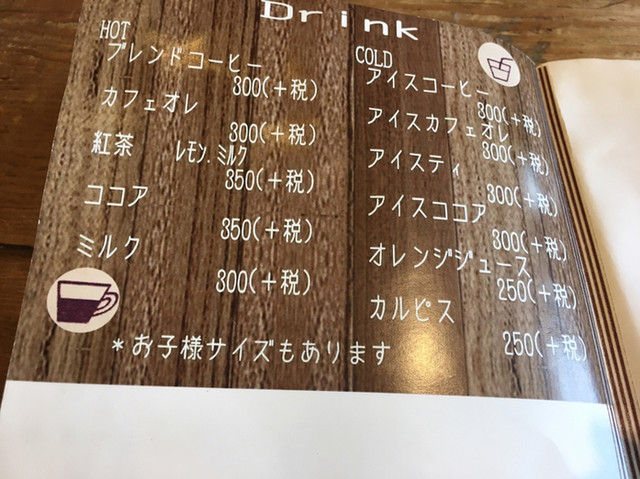 Drink
HOT
ブレンドコーヒー
300(+税)
カフェオレ
300(+税)
紅茶 レモン.ミルク
350(+税)
ココア
350(+税)
ミルク
300(+税)
COLD
アイスコーヒー
300(+税)
アイスカフェオレ
300(+税)
アイスティ
300(+税)
アイスココア
300(+税)
オレンジジュース
250(+税)
カルピス
250(+税)
*お子様サイズもあります